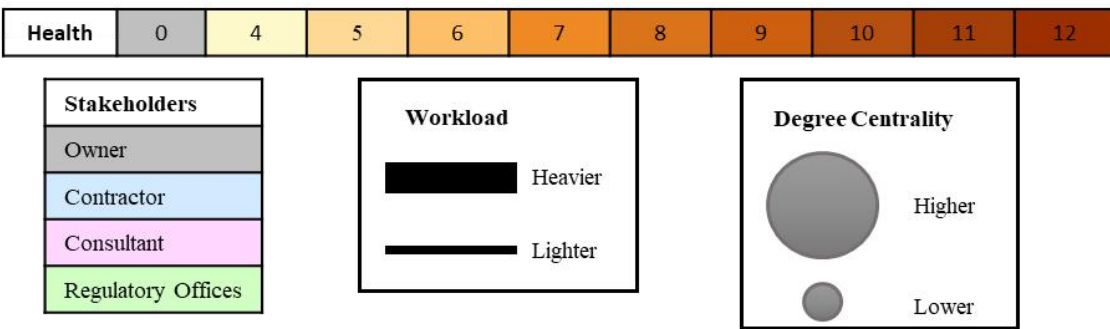 Health 0 4 5 6 7 8 9 10 11 12
Stakeholders
Owner
Contractor
Consultant
Regulatory Offices
Workload
Heavier
Lighter
Degree Centrality
Higher
Lower